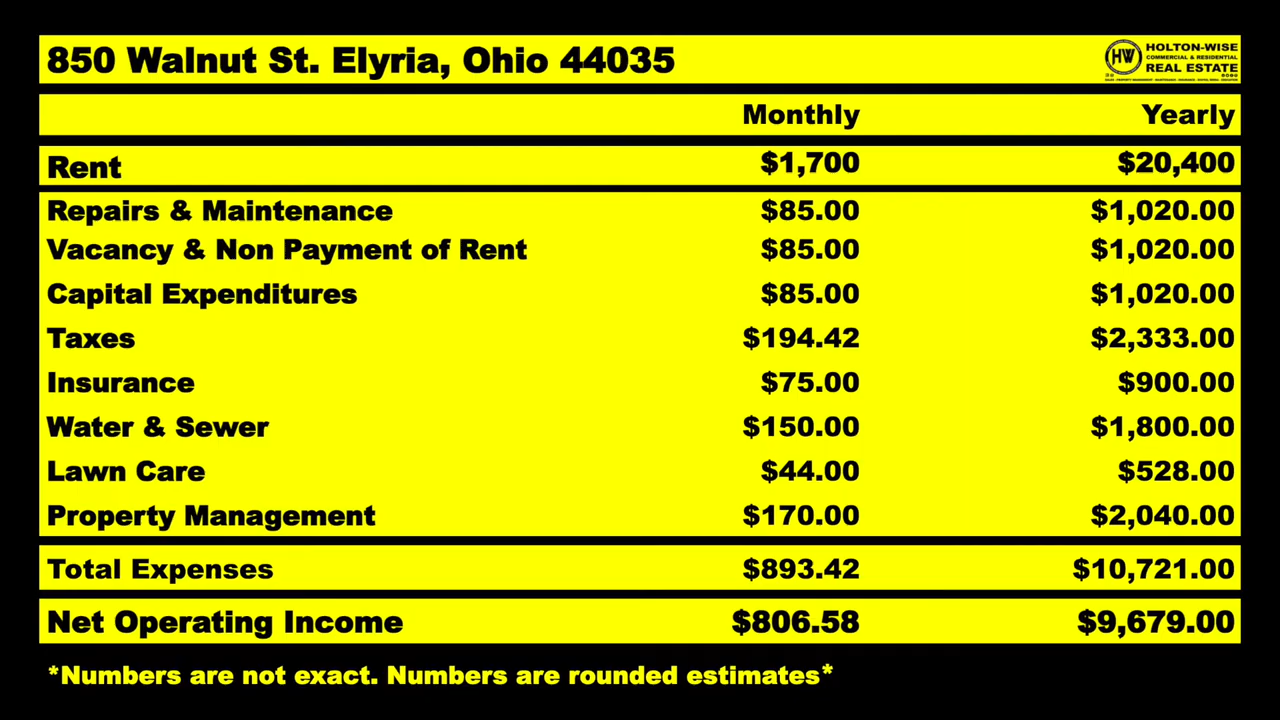 850 Walnut St. Elyria, Ohio 44035
HW
HOLTON-WISE
COMMERCIAL & RESIDENTIAL
REAL ESTATE
Monthly Yearly
Rent $1,700 $20,400
Repairs & Maintenance $85.00 $1,020.00
Vacancy & Non Payment of Rent $85.00 $1,020.00
Capital Expenditures $85.00 $1,020.00
Taxes $194.42 $2,333.00
Insurance $75.00 $900.00
Water & Sewer $150.00 $1,800.00
Lawn Care $44.00 $528.00
Property Management $170.00 $2,040.00
Total Expenses $893.42 $10,721.00
Net Operating Income $806.58 $9,679.00
*Numbers are not exact. Numbers are rounded estimates*